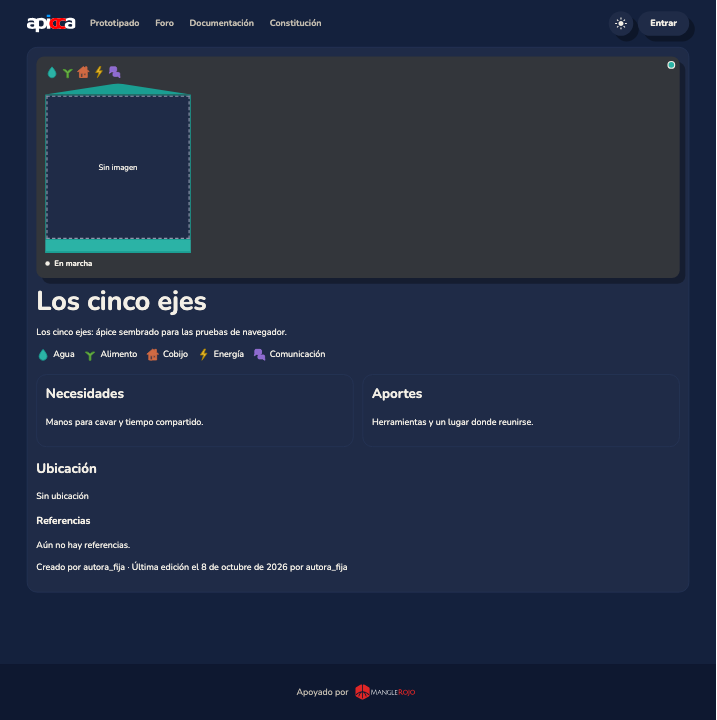 apicca
Prototipado
Foro
Documentación
Constitución
Entrar
Sin imagen
En marcha
Los cinco ejes
Los cinco ejes: ápice sembrado para las pruebas de navegador.
Agua
Alimento
Cobijo
Energía
Comunicación
Necesidades
Manos para cavar y tiempo compartido.
Aportes
Herramientas y un lugar donde reunirse.
Ubicación
Sin ubicación
Referencias
Aún no hay referencias.
Creado por autora_fija · Última edición el 8 de octubre de 2026 por autora_fija
Apoyado por
MANGLEROJO